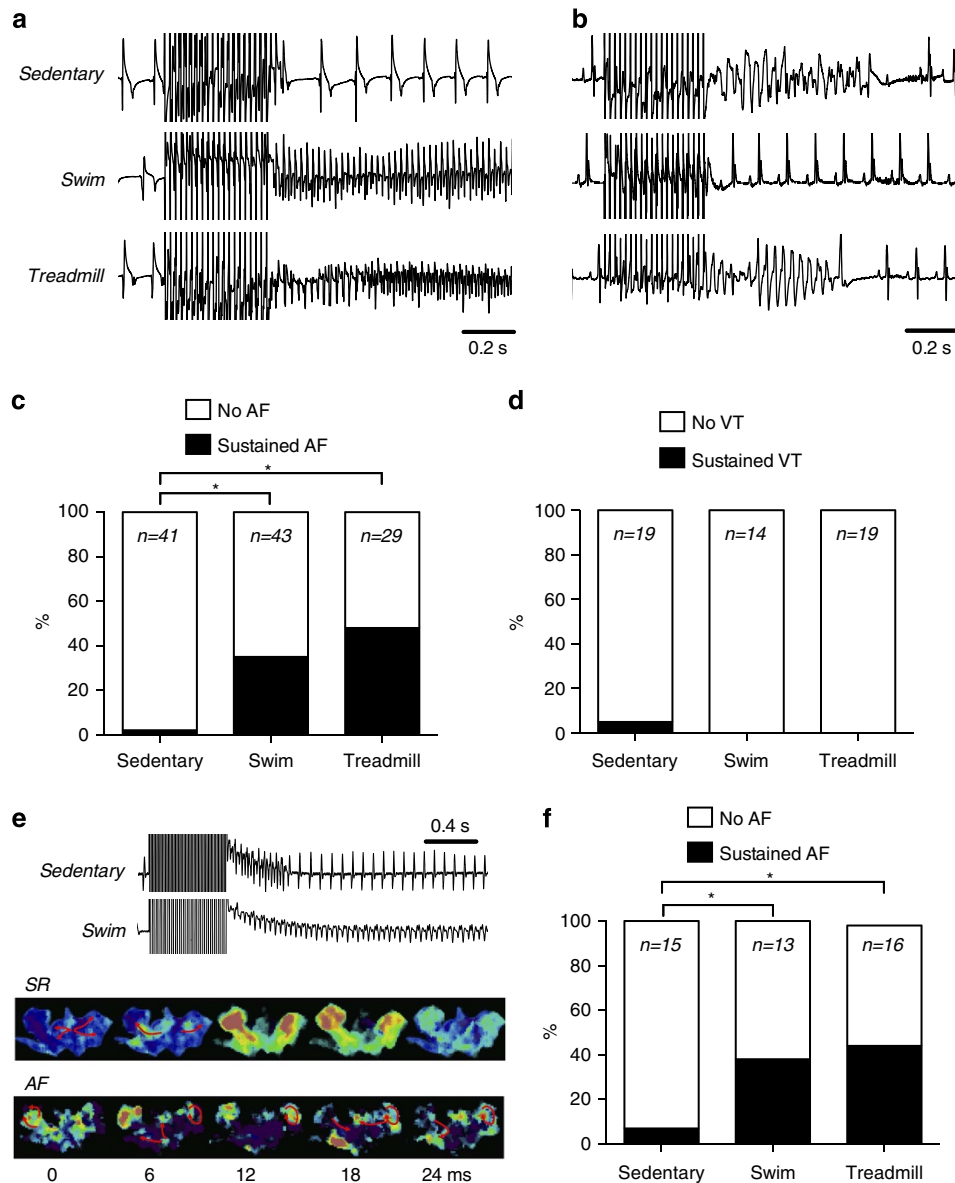 a
b
Sedentary
Swim
Treadmill
0.2 s
0.2 s
c
No AF
Sustained AF
*
*
100
80
60
40
20
0
%
n=41
n=43
n=29
Sedentary
Swim
Treadmill
d
No VT
Sustained VT
100
80
60
40
20
0
%
n=19
n=14
n=19
Sedentary
Swim
Treadmill
e
0.4 s
Sedentary
Swim
SR
AF
0 6 12 18 24 ms
f
No AF
Sustained AF
*
*
100
80
60
40
20
0
%
n=15
n=13
n=16
Sedentary
Swim
Treadmill